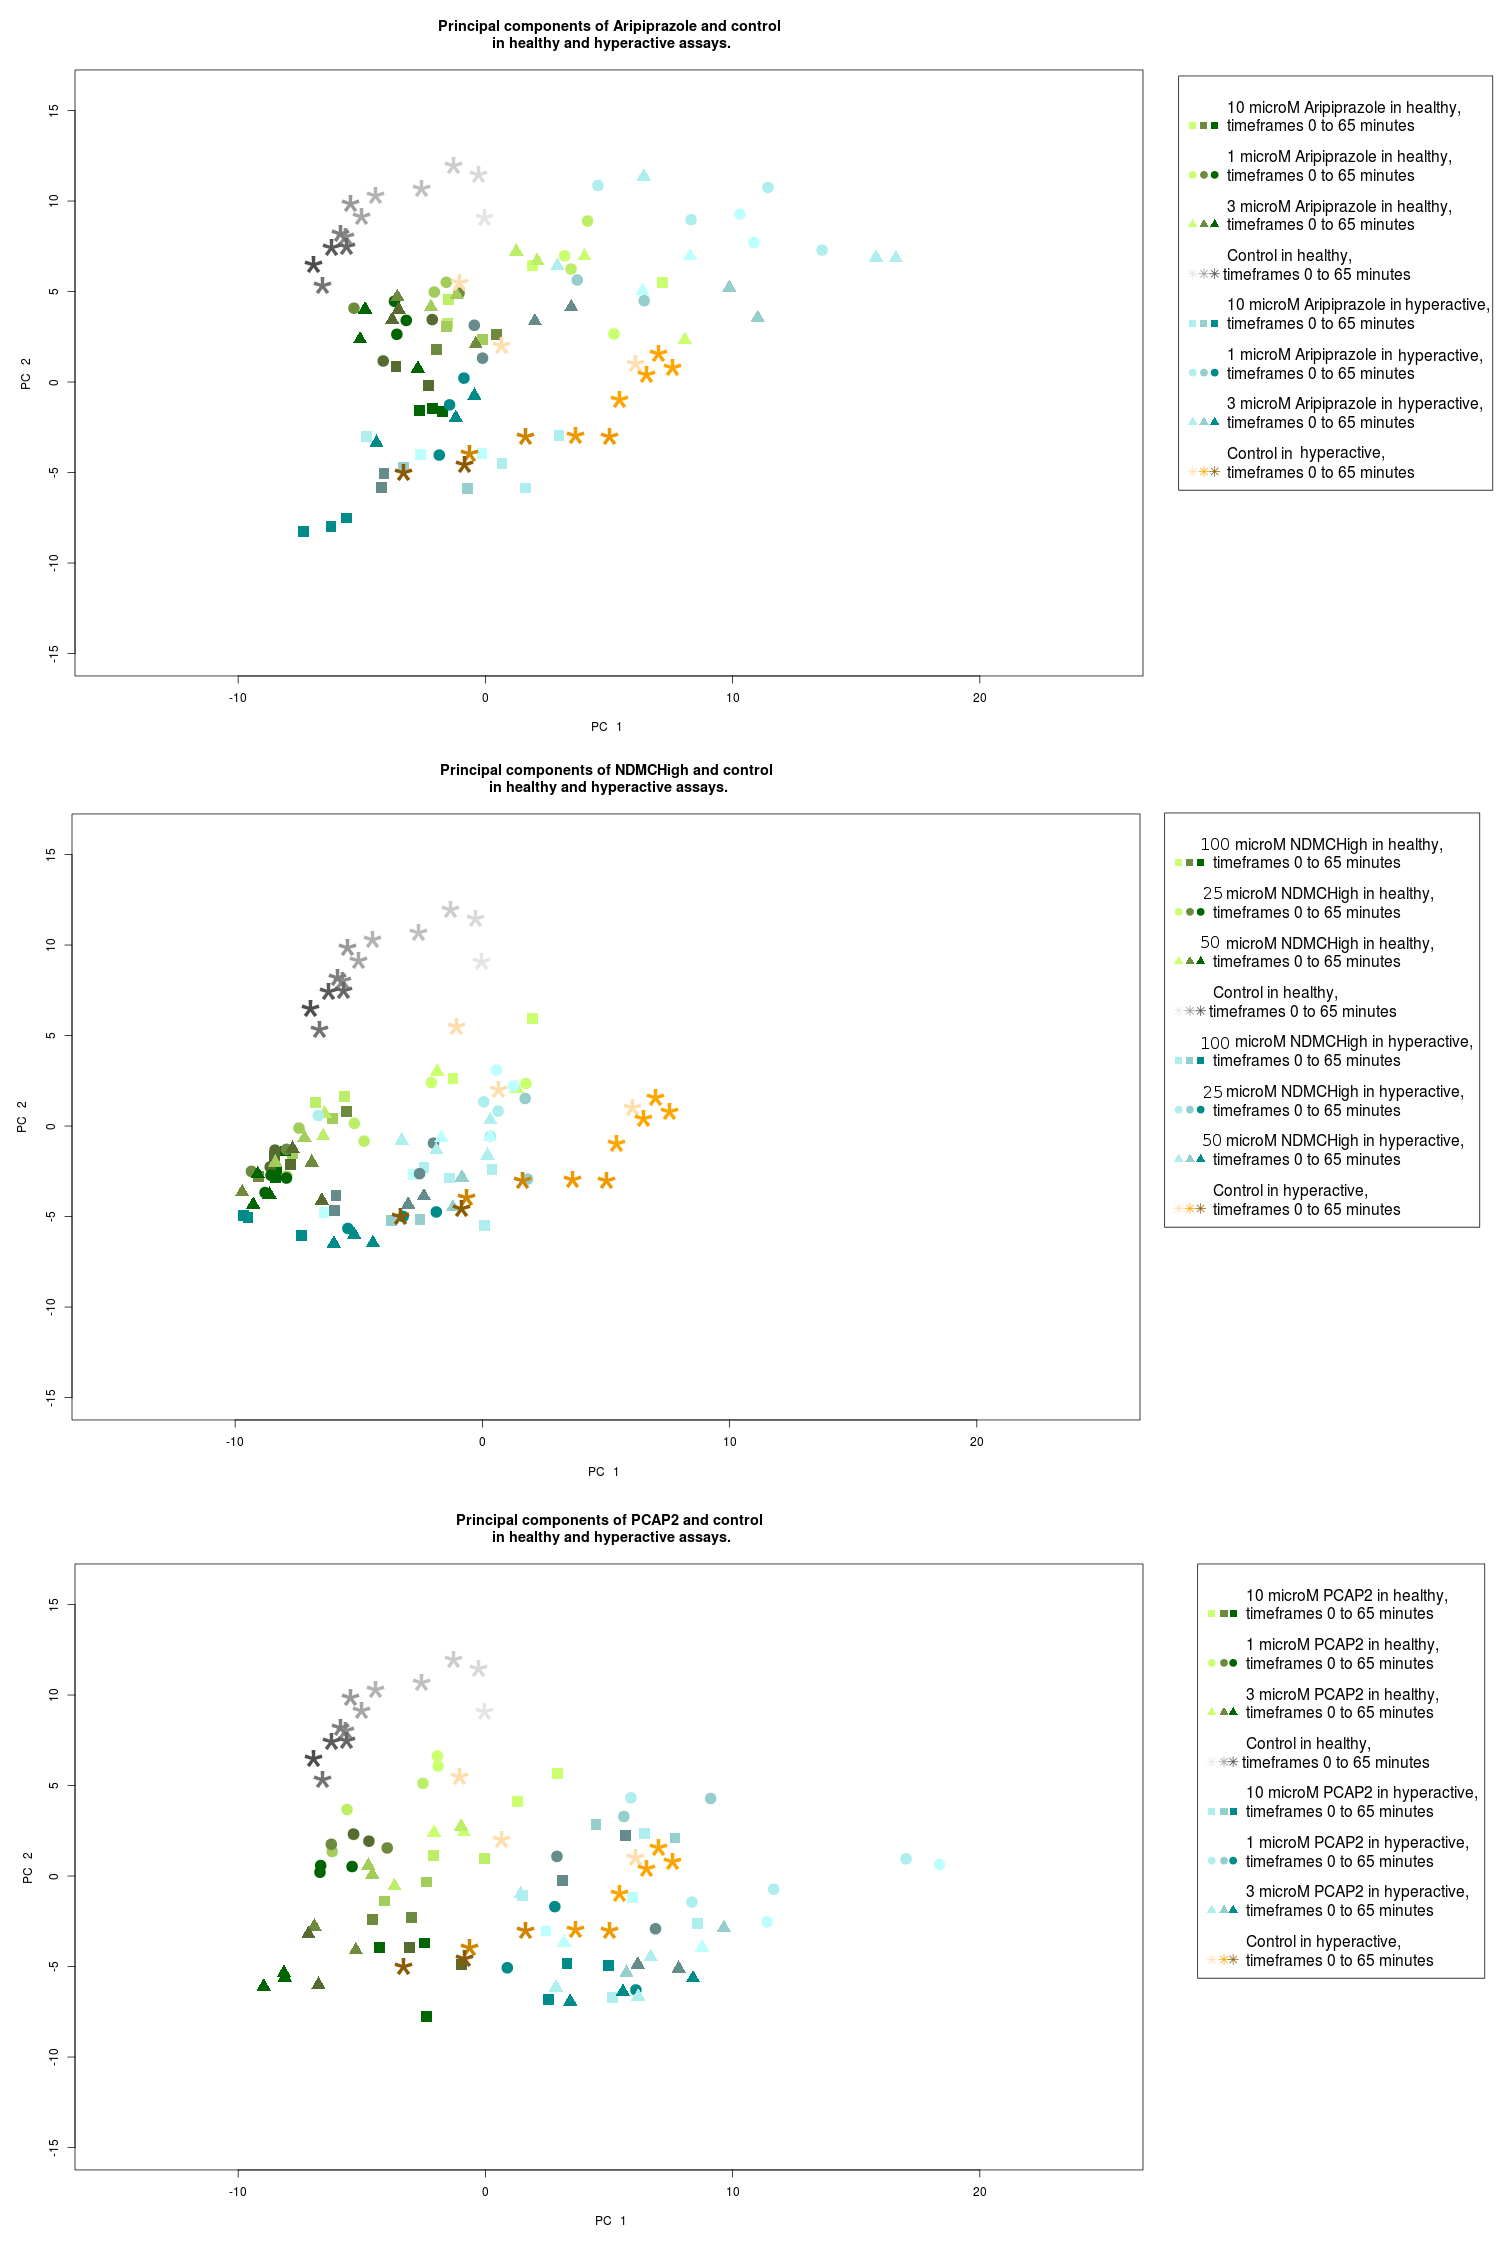 Principal components of Aripiprazole and control
in healthy and hyperactive assays.
15
10
5
0
-5
-10
-15
PC 2
-10
0
10
20
PC 1
10 microM Aripiprazole in healthy,
timeframes 0 to 65 minutes
1 microM Aripiprazole in healthy,
timeframes 0 to 65 minutes
3 microM Aripiprazole in healthy,
timeframes 0 to 65 minutes
Control in healthy,
timeframes 0 to 65 minutes
10 microM Aripiprazole in hyperactive,
timeframes 0 to 65 minutes
1 microM Aripiprazole in hyperactive,
timeframes 0 to 65 minutes
3 microM Aripiprazole in hyperactive,
timeframes 0 to 65 minutes
Control in hyperactive,
timeframes 0 to 65 minutes
Principal components of NDMCHigh and control
in healthy and hyperactive assays.
15
10
5
0
-5
-10
-15
PC 2
-10
0
10
20
PC 1
100 microM NDMCHigh in healthy,
timeframes 0 to 65 minutes
25 microM NDMCHigh in healthy,
timeframes 0 to 65 minutes
50 microM NDMCHigh in healthy,
timeframes 0 to 65 minutes
Control in healthy,
timeframes 0 to 65 minutes
100 microM NDMCHigh in hyperactive,
timeframes 0 to 65 minutes
25 microM NDMCHigh in hyperactive,
timeframes 0 to 65 minutes
50 microM NDMCHigh in hyperactive,
timeframes 0 to 65 minutes
Control in hyperactive,
timeframes 0 to 65 minutes
Principal components of PCAP2 and control
in healthy and hyperactive assays.
15
10
5
0
-5
-10
-15
PC 2
-10
0
10
20
PC 1
10 microM PCAP2 in healthy,
timeframes 0 to 65 minutes
1 microM PCAP2 in healthy,
timeframes 0 to 65 minutes
3 microM PCAP2 in healthy,
timeframes 0 to 65 minutes
Control in healthy,
timeframes 0 to 65 minutes
10 microM PCAP2 in hyperactive,
timeframes 0 to 65 minutes
1 microM PCAP2 in hyperactive,
timeframes 0 to 65 minutes
3 microM PCAP2 in hyperactive,
timeframes 0 to 65 minutes
Control in hyperactive,
timeframes 0 to 65 minutes